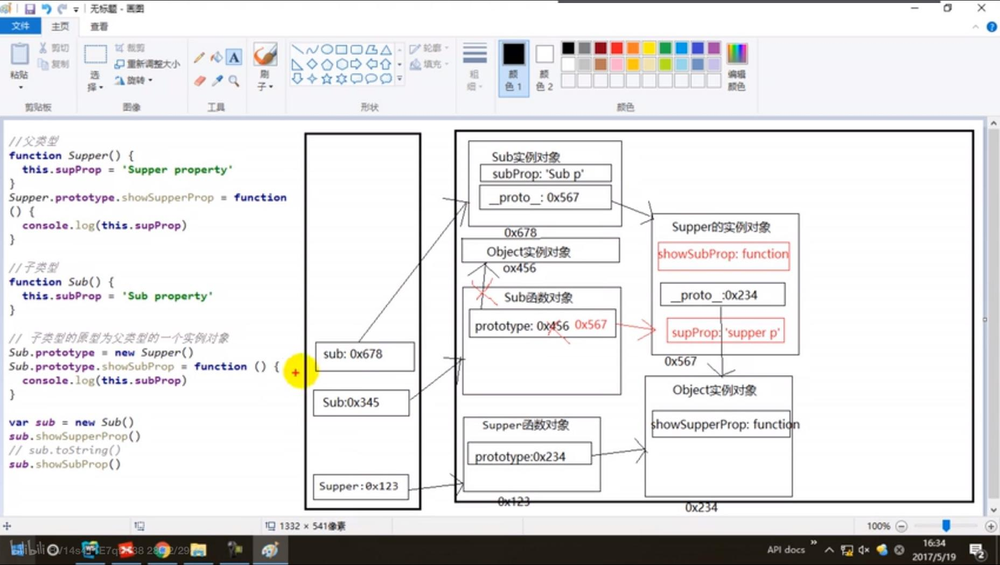 无标题 - 画图
文件 主页 查看
粘贴
剪切
复制
剪贴板
选择
裁剪
重新调整大小
旋转
图像
A
工具
刷子
轮廓
填充
形状
粗细
颜色 1
颜色 2
编辑颜色
颜色
//父类型
function Supper() {
this.supProp = 'Supper property'
}
Supper.prototype.showSupperProp = function
() {
console.log(this.supProp)
}
//子类型
function Sub() {
this.subProp = 'Sub property'
}
// 子类型的原型为父类型的一个实例对象
Sub.prototype = new Supper()
Sub.prototype.showSubProp = function () {
console.log(this.subProp)
}
var sub = new Sub()
sub.showSupperProp()
// sub.toString()
sub.showSubProp()
sub: 0x678
Sub:0x345
Supper:0x123
Sub实例对象
subProp: 'Sub p'
__proto__: 0x567
0x678
Object实例对象
ox456
Sub函数对象
prototype: 0x456 0x567
Supper函数对象
prototype:0x234
0x123
Supper的实例对象
showSubProp: function
__proto__:0x234
supProp: 'supper p'
0x567
Object实例对象
showSupperProp: function
0x234
1332 × 541像素
100%
bilibili
API docs
16:34
2017/5/19
2